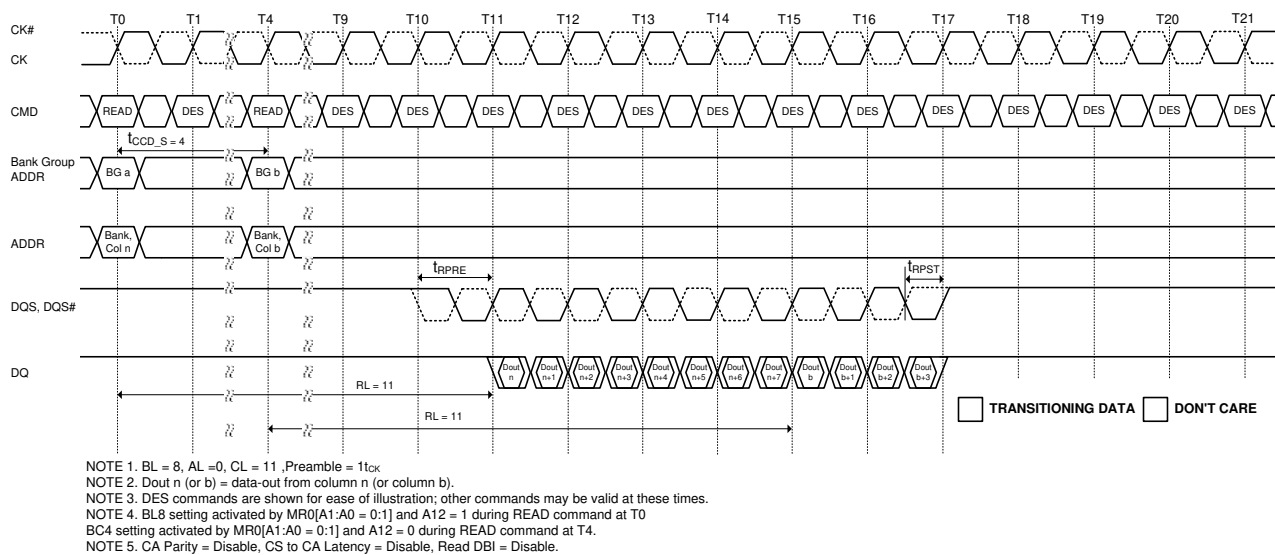 T0 T1 T4 T9 T10 T11 T12 T13 T14 T15 T16 T17 T18 T19 T20 T21
CK#
CK
CMD READ DES READ DES DES DES DES DES DES DES DES DES DES DES DES DES
tCCD_S = 4
Bank Group
ADDR
BG a BG b
ADDR
Bank, Col n
Bank, Col b
tRPRE tRPST
DQS, DQS#
DQ
Dout n
Dout n+1
Dout n+2
Dout n+3
Dout n+4
Dout n+5
Dout n+6
Dout n+7
Dout b
Dout b+1
Dout b+2
Dout b+3
RL = 11
RL = 11
TRANSITIONING DATA DON'T CARE
NOTE 1. BL = 8, AL =0, CL = 11 ,Preamble = 1tCK
NOTE 2. Dout n (or b) = data-out from column n (or column b).
NOTE 3. DES commands are shown for ease of illustration; other commands may be valid at these times.
NOTE 4. BL8 setting activated by MR0[A1:A0 = 0:1] and A12 = 1 during READ command at T0
BC4 setting activated by MR0[A1:A0 = 0:1] and A12 = 0 during READ command at T4.
NOTE 5. CA Parity = Disable, CS to CA Latency = Disable, Read DBI = Disable.